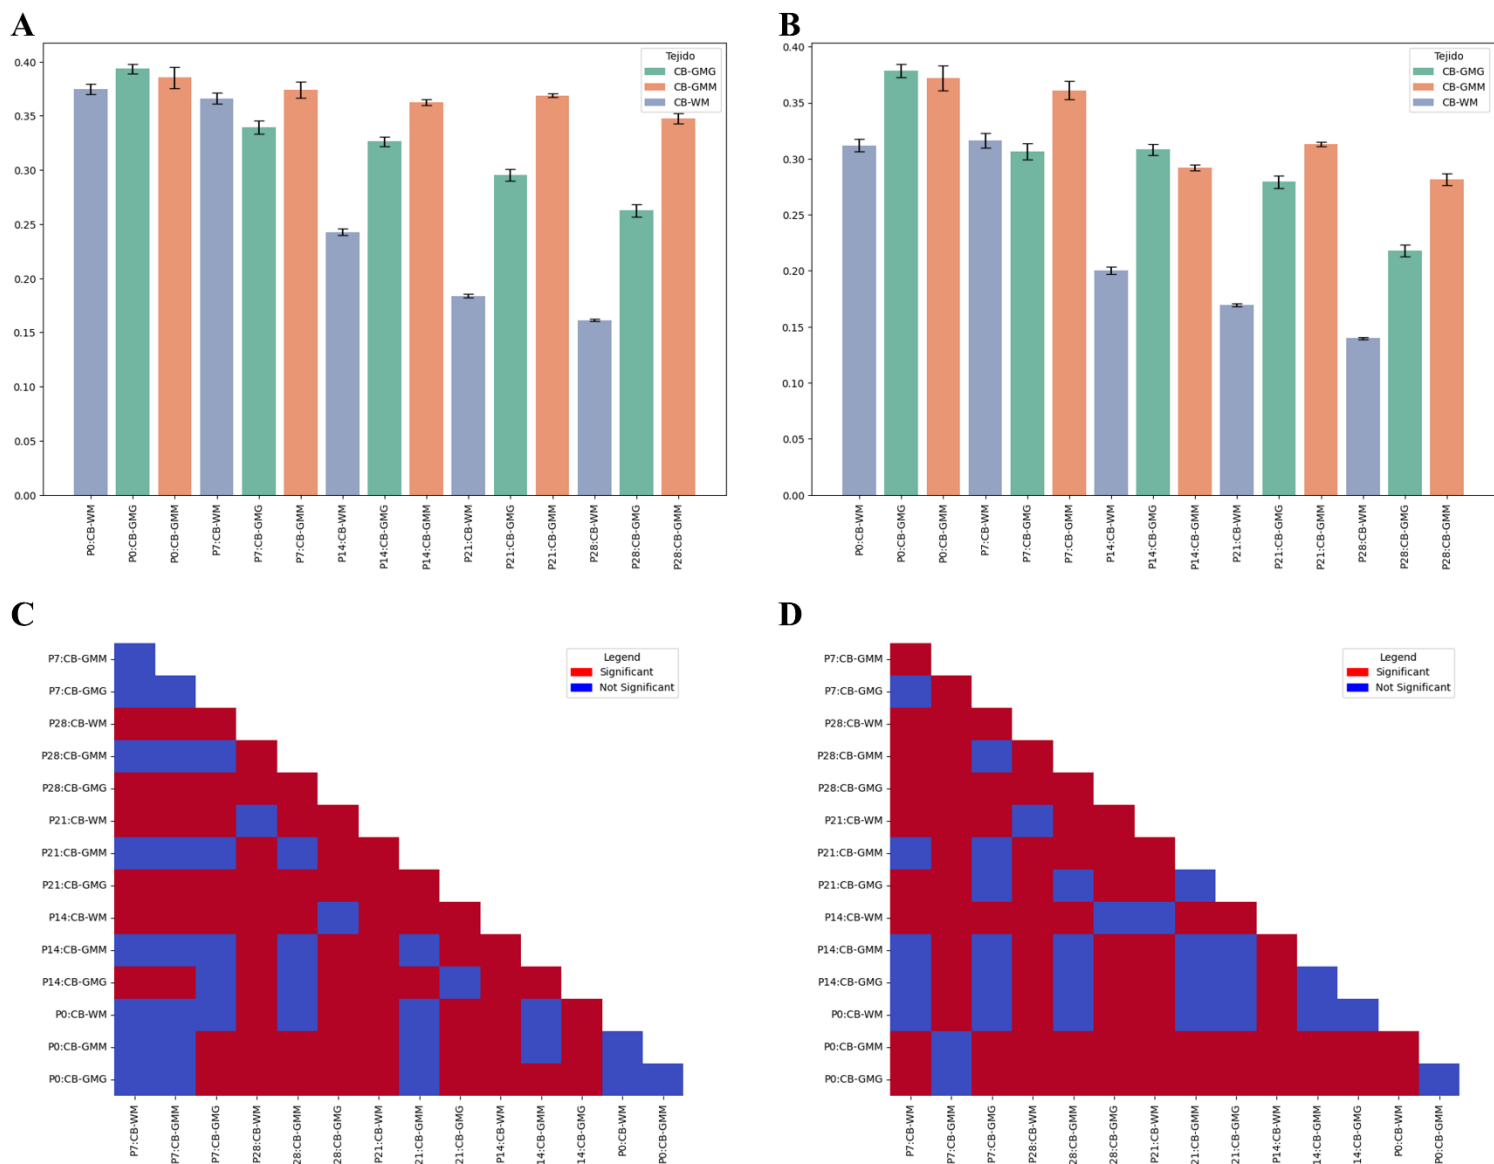 A
B
Tejido
CB-GMG
CB-GMM
CB-WM
0.40
0.35
0.30
0.25
0.20
0.15
0.10
0.05
0.00
P0:CB-WM
P0:CB-GMG
P0:CB-GMM
P7:CB-WM
P7:CB-GMG
P7:CB-GMM
P14:CB-WM
P14:CB-GMG
P14:CB-GMM
P21:CB-WM
P21:CB-GMG
P21:CB-GMM
P28:CB-WM
P28:CB-GMG
P28:CB-GMM
Tejido
CB-GMG
CB-GMM
CB-WM
0.40
0.35
0.30
0.25
0.20
0.15
0.10
0.05
0.00
P0:CB-WM
P0:CB-GMG
P0:CB-GMM
P7:CB-WM
P7:CB-GMG
P7:CB-GMM
P14:CB-WM
P14:CB-GMG
P14:CB-GMM
P21:CB-WM
P21:CB-GMG
P21:CB-GMM
P28:CB-WM
P28:CB-GMG
P28:CB-GMM
C
D
Legend
Significant
Not Significant
P7:CB-GMM
P7:CB-GMG
P28:CB-WM
P28:CB-GMM
P28:CB-GMG
P21:CB-WM
P21:CB-GMM
P21:CB-GMG
P14:CB-WM
P14:CB-GMM
P14:CB-GMG
P0:CB-WM
P0:CB-GMM
P0:CB-GMG
P7:CB-WM
P7:CB-GMM
P7:CB-GMG
P28:CB-WM
28:CB-GMM
28:CB-GMG
P21:CB-WM
21:CB-GMM
21:CB-GMG
P14:CB-WM
14:CB-GMM
14:CB-GMG
P0:CB-WM
P0:CB-GMM
Legend
Significant
Not Significant
P7:CB-GMM
P7:CB-GMG
P28:CB-WM
P28:CB-GMM
P28:CB-GMG
P21:CB-WM
P21:CB-GMM
P21:CB-GMG
P14:CB-WM
P14:CB-GMM
P14:CB-GMG
P0:CB-WM
P0:CB-GMM
P0:CB-GMG
P7:CB-WM
P7:CB-GMM
P7:CB-GMG
P28:CB-WM
28:CB-GMM
28:CB-GMG
P21:CB-WM
21:CB-GMM
21:CB-GMG
P14:CB-WM
14:CB-GMM
14:CB-GMG
P0:CB-WM
P0:CB-GMM